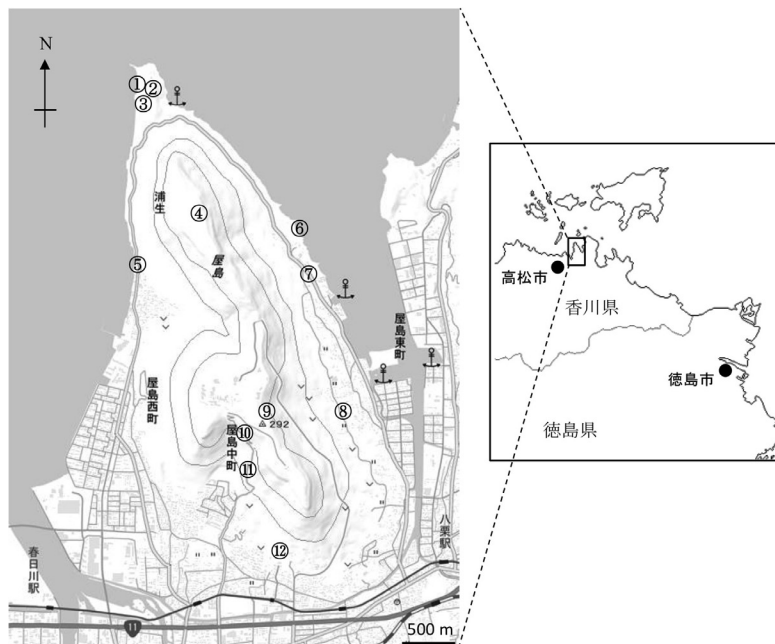 N
①
②
③
浦生
④
屋島
⑤
⑥
⑦
屋島東町
屋島西町
⑧
⑨
292
⑩
屋島中町
⑪
⑫
八栗駅
春日川駅
11
500 m
高松市
香川県
徳島市
徳島県